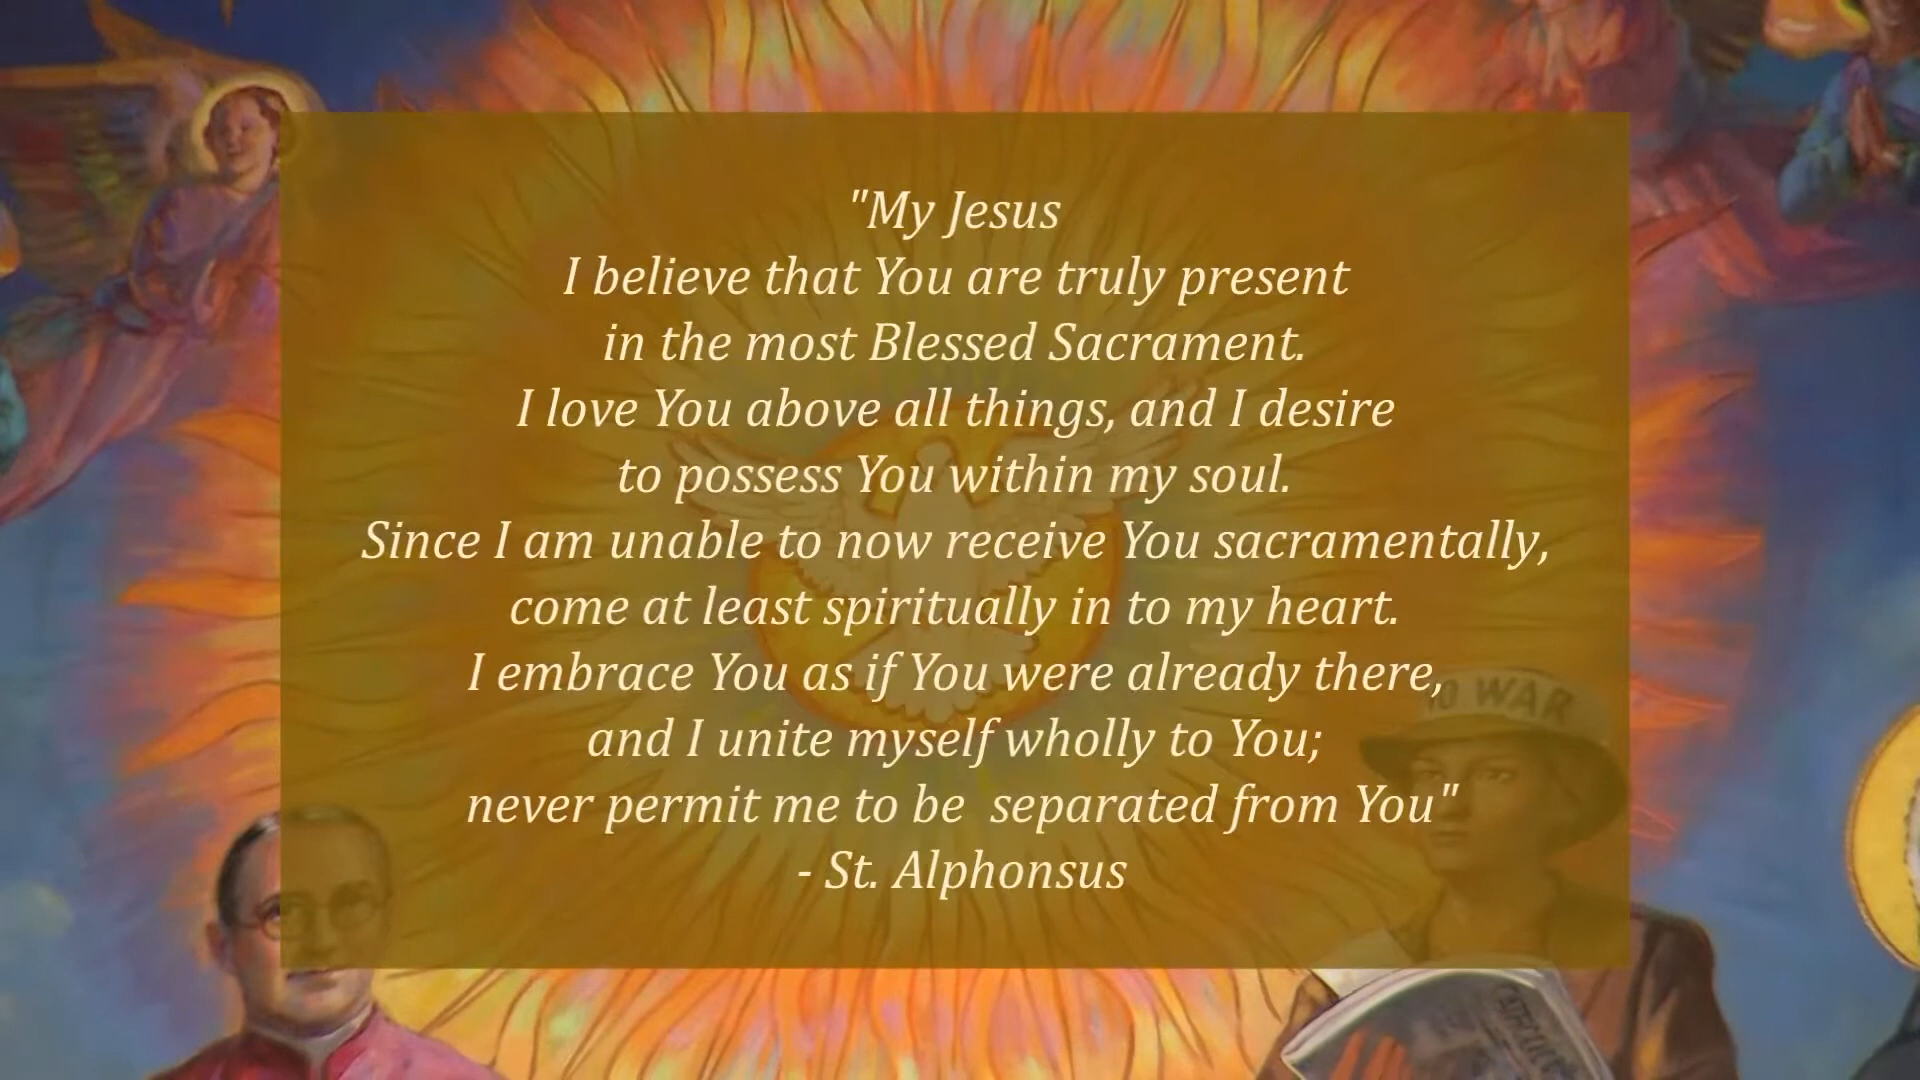 "My Jesus
I believe that You are truly present
in the most Blessed Sacrament.
I love You above all things, and I desire
to possess You within my soul.
Since I am unable to now receive You sacramentally,
come at least spiritually in to my heart.
I embrace You as if You were already there,
and I unite myself wholly to You;
never permit me to be  separated from You"
- St. Alphonsus
WAR
CATHOLIC